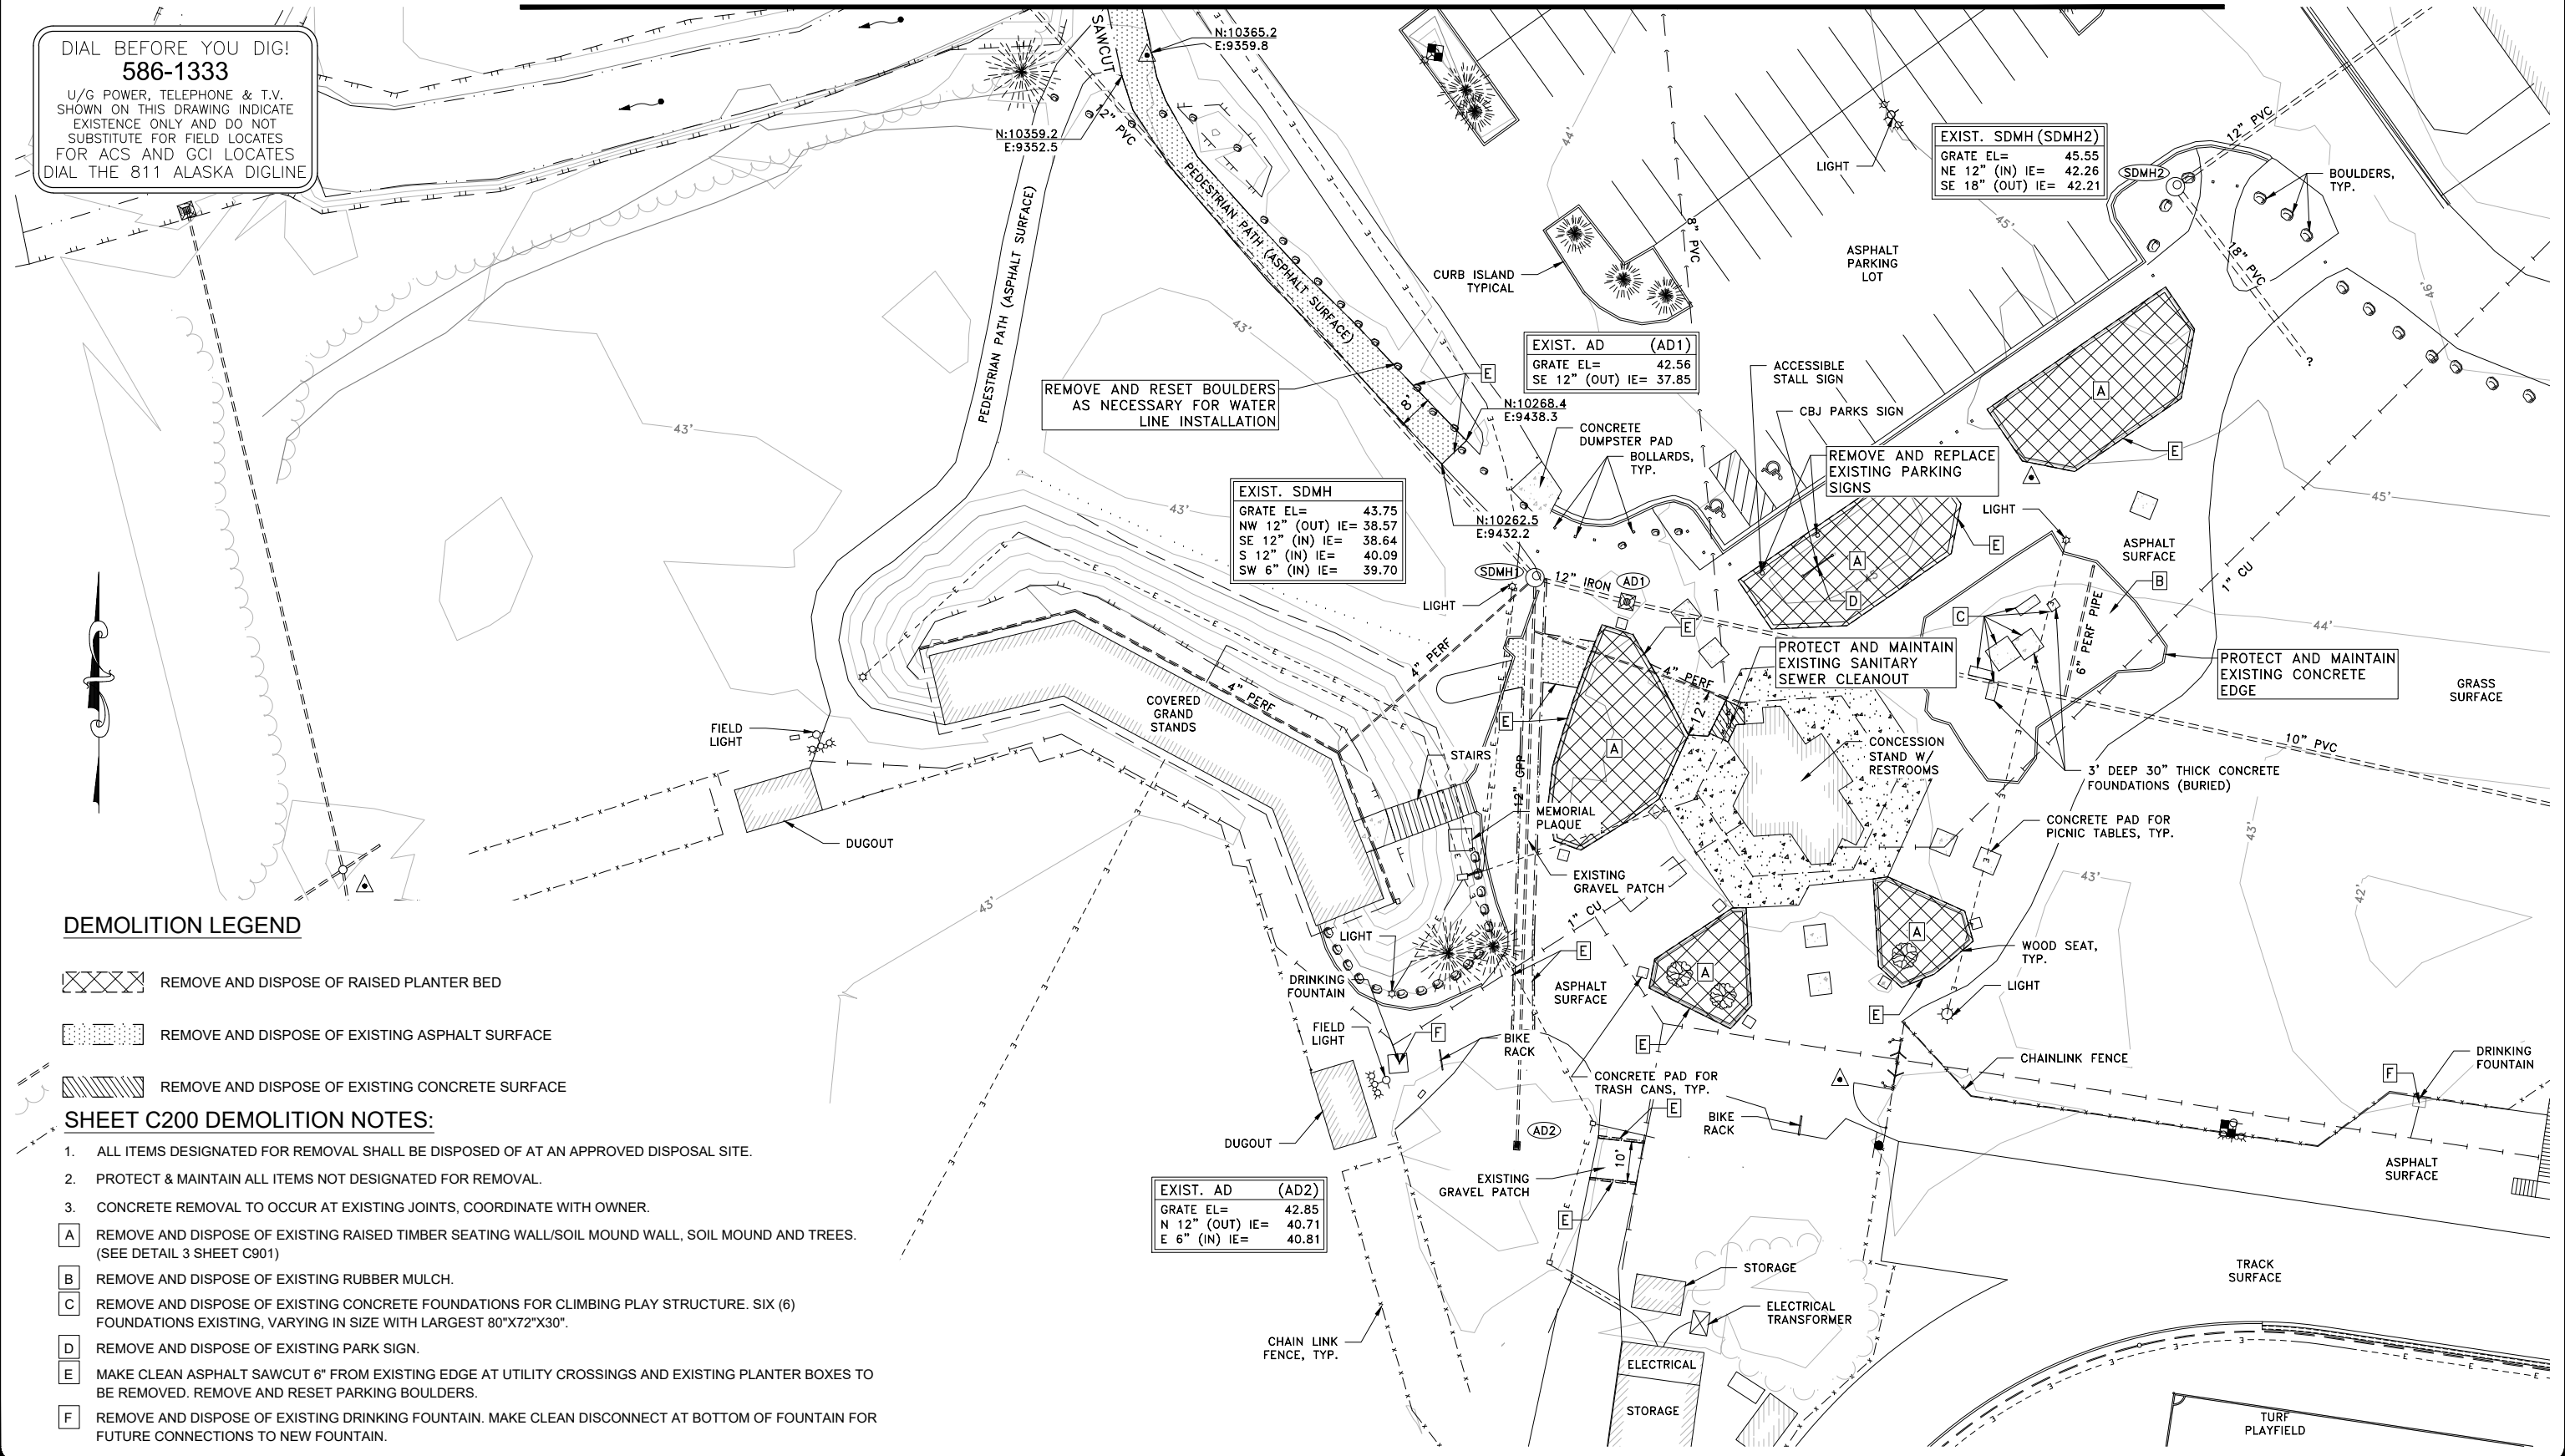 DIAL BEFORE YOU DIG!
586-1333
U/G POWER, TELEPHONE & T.V.
SHOWN ON THIS DRAWING INDICATE
EXISTENCE ONLY AND DO NOT
SUBSTITUTE FOR FIELD LOCATES
FOR ACS AND GCI LOCATES
DIAL THE 811 ALASKA DIGLINE
SAWCUT
N:10365.2
E:9359.8
N:10359.2
E:9352.5
12" PVC
PEDESTRIAN PATH (ASPHALT SURFACE)
PEDESTRIAN PATH (ASPHALT SURFACE)
44'
8" PVC
LIGHT
EXIST. SDMH (SDMH2)
GRATE EL= 45.55
NE 12" (IN) IE= 42.26
SE 18" (OUT) IE= 42.21
SDMH2
12" PVC
BOULDERS,
TYP.
18" PVC
?
45'
46'
ASPHALT
PARKING
LOT
CURB ISLAND
TYPICAL
43'
EXIST. AD (AD1)
GRATE EL= 42.56
SE 12" (OUT) IE= 37.85
REMOVE AND RESET BOULDERS
AS NECESSARY FOR WATER
LINE INSTALLATION
E
8'
N:10268.4
E:9438.3
ACCESSIBLE
STALL SIGN
CBJ PARKS SIGN
A
E
43'
CONCRETE
DUMPSTER PAD
BOLLARDS,
TYP.
REMOVE AND REPLACE
EXISTING PARKING
SIGNS
EXIST. SDMH
GRATE EL= 43.75
NW 12" (OUT) IE= 38.57
SE 12" (IN) IE= 38.64
S 12" (IN) IE= 40.09
SW 6" (IN) IE= 39.70
43'
N:10262.5
E:9432.2
45'
LIGHT
E
ASPHALT
SURFACE
B
1" CU
A
D
SDMH1
12" IRON
AD1
LIGHT
C
6" PERF PIPE
44'
4" PERF
E
4" PERF
12'
PROTECT AND MAINTAIN
EXISTING SANITARY
SEWER CLEANOUT
PROTECT AND MAINTAIN
EXISTING CONCRETE
EDGE
GRASS
SURFACE
COVERED
GRAND
STANDS
4" PERF
E
A
FIELD
LIGHT
STAIRS
12" GPP
CONCESSION
STAND W/
RESTROOMS
10" PVC
3' DEEP 30" THICK CONCRETE
FOUNDATIONS (BURIED)
MEMORIAL
PLAQUE
CONCRETE PAD FOR
PICNIC TABLES, TYP.
43'
DUGOUT
EXISTING
GRAVEL PATCH
43'
43'
42'
1" CU
LIGHT
E
A
A
WOOD SEAT,
TYP.
DRINKING
FOUNTAIN
ASPHALT
SURFACE
LIGHT
E
FIELD
LIGHT
F
BIKE
RACK
E
CHAINLINK FENCE
DRINKING
FOUNTAIN
F
CONCRETE PAD FOR
TRASH CANS, TYP.
E
BIKE
RACK
DUGOUT
AD2
10'
EXISTING
GRAVEL PATCH
E
ASPHALT
SURFACE
EXIST. AD (AD2)
GRATE EL= 42.85
N 12" (OUT) IE= 40.71
E 6" (IN) IE= 40.81
STORAGE
ELECTRICAL
TRANSFORMER
TRACK
SURFACE
CHAIN LINK
FENCE, TYP.
ELECTRICAL
STORAGE
TURF
PLAYFIELD
DEMOLITION LEGEND
REMOVE AND DISPOSE OF RAISED PLANTER BED
REMOVE AND DISPOSE OF EXISTING ASPHALT SURFACE
REMOVE AND DISPOSE OF EXISTING CONCRETE SURFACE
SHEET C200 DEMOLITION NOTES:
1. ALL ITEMS DESIGNATED FOR REMOVAL SHALL BE DISPOSED OF AT AN APPROVED DISPOSAL SITE.
2. PROTECT & MAINTAIN ALL ITEMS NOT DESIGNATED FOR REMOVAL.
3. CONCRETE REMOVAL TO OCCUR AT EXISTING JOINTS, COORDINATE WITH OWNER.
A REMOVE AND DISPOSE OF EXISTING RAISED TIMBER SEATING WALL/SOIL MOUND WALL, SOIL MOUND AND TREES.
(SEE DETAIL 3 SHEET C901)
B REMOVE AND DISPOSE OF EXISTING RUBBER MULCH.
C REMOVE AND DISPOSE OF EXISTING CONCRETE FOUNDATIONS FOR CLIMBING PLAY STRUCTURE. SIX (6)
FOUNDATIONS EXISTING, VARYING IN SIZE WITH LARGEST 80"X72"X30".
D REMOVE AND DISPOSE OF EXISTING PARK SIGN.
E MAKE CLEAN ASPHALT SAWCUT 6" FROM EXISTING EDGE AT UTILITY CROSSINGS AND EXISTING PLANTER BOXES TO
BE REMOVED. REMOVE AND RESET PARKING BOULDERS.
F REMOVE AND DISPOSE OF EXISTING DRINKING FOUNTAIN. MAKE CLEAN DISCONNECT AT BOTTOM OF FOUNTAIN FOR
FUTURE CONNECTIONS TO NEW FOUNTAIN.